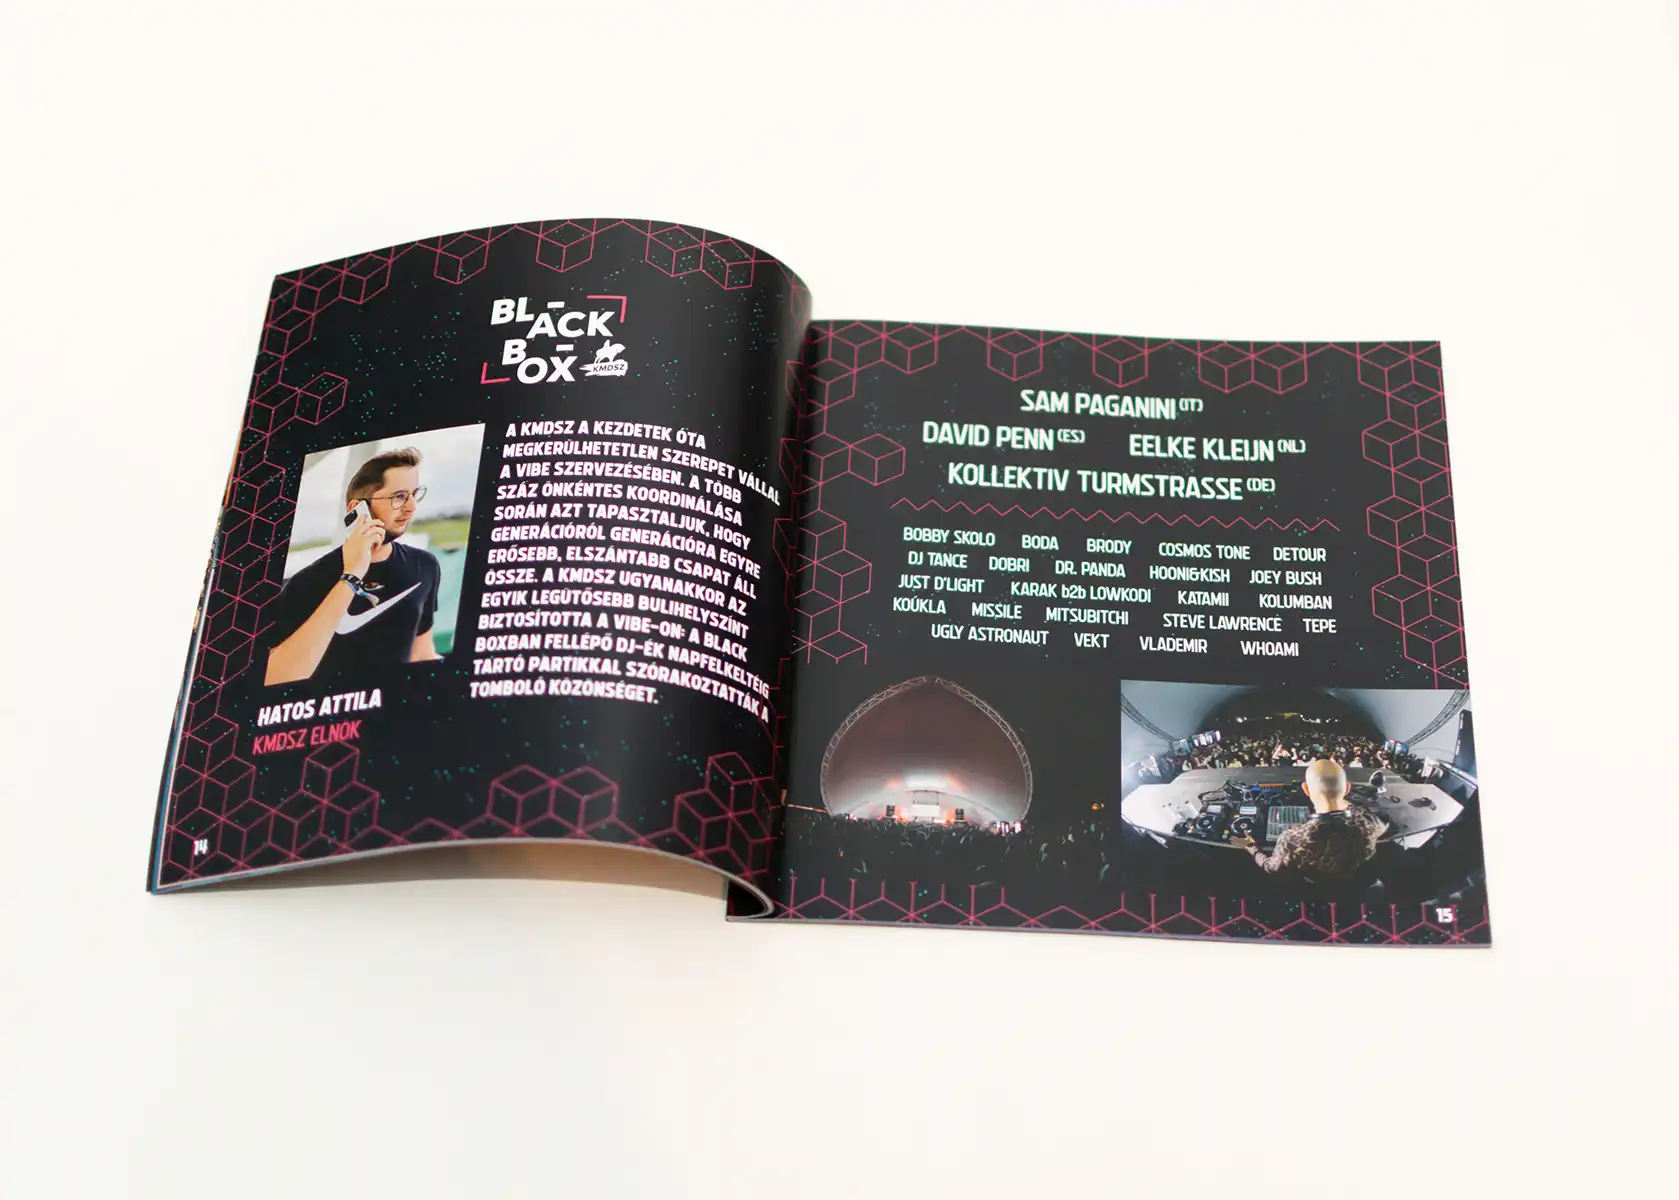 BL-ACK
B-OX
KMDSZ
A KMDSZ A KEZDETEK ÓTA
MEGKERÜLHETETLEN SZEREPET VÁLLAL
A VIBE SZERVEZÉSÉBEN. A TÖBB
SZÁZ ÖNKÉNTES KOORDINÁLÁSA
SORÁN AZT TAPASZTALJUK, HOGY
GENERÁCIÓRÓL GENERÁCIÓRA EGYRE
ERŐSEBB, ELSZÁNTABB CSAPAT ÁLL
ÖSSZE. A KMDSZ UGYANAKKOR AZ
EGYIK LEGÜTŐSEBB BULIHELYSZÍNT
BIZTOSÍTOTTA A VIBE-ON: A BLACK
BOXBAN FELLÉPŐ DJ-ÉK NAPFELKELTÉIG
TARTÓ PARTIKKAL SZÓRAKOZTATTÁK A
TOMBOLÓ KÖZÖNSÉGET.
HATOS ATTILA
KMDSZ ELNÖK
14
SAM PAGANINI (IT)
DAVID PENN (ES) EELKE KLEIJN (NL)
KOLLEKTIV TURMSTRASSE (DE)
BOBBY SKOLO BODA BRODY COSMOS TONE DETOUR
DJ TANCE DOBRI DR. PANDA HOONI&KISH JOEY BUSH
JUST D'LIGHT KARAK b2b LOWKODI KATAMII KOLUMBAN
KOÚKLA MISSILE MITSUBITCHI STEVE LAWRENCE TEPE
UGLY ASTRONAUT VEKT VLADEMIR WHOAMI
15